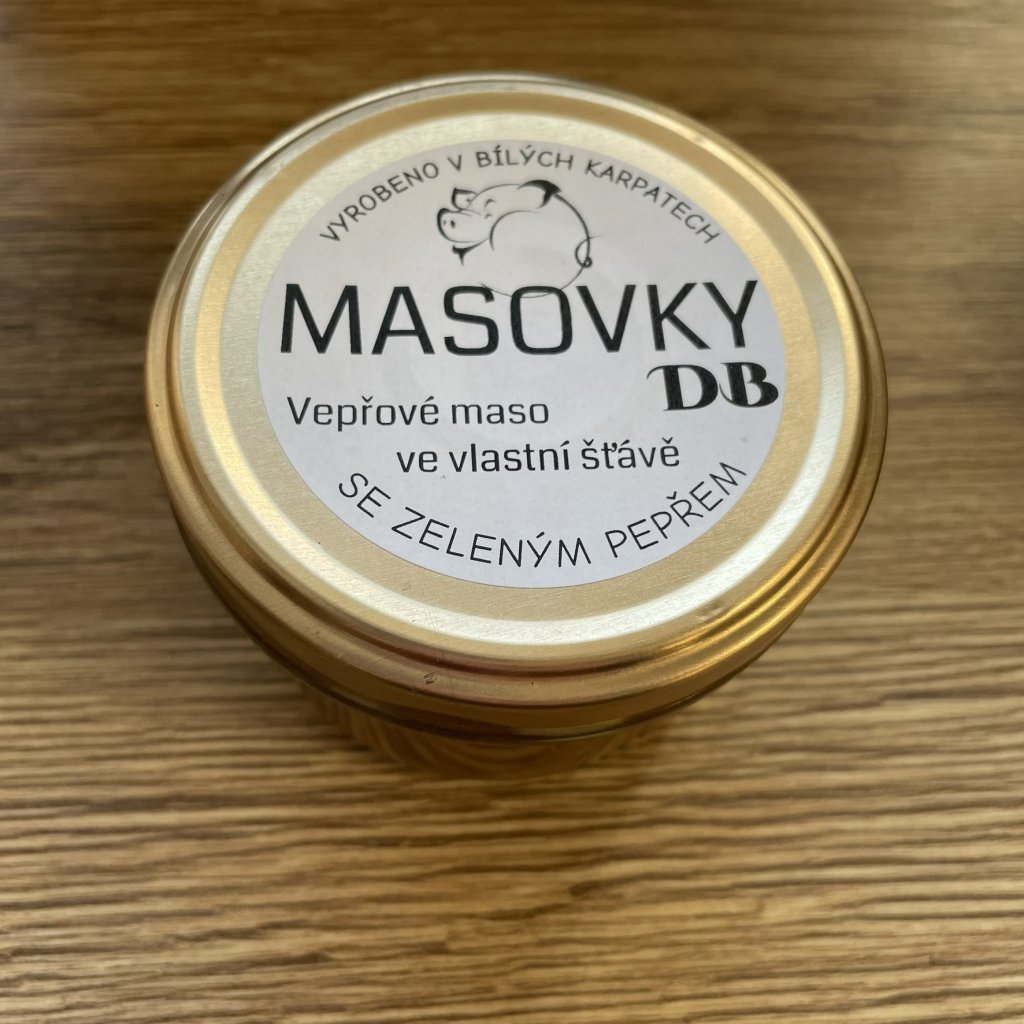 VYROBENO V BÍLÝCH KARPATECH
MASOVKY
DB
Vepřové maso
ve vlastní šťávě
SE ZELENÝM PEPŘEM